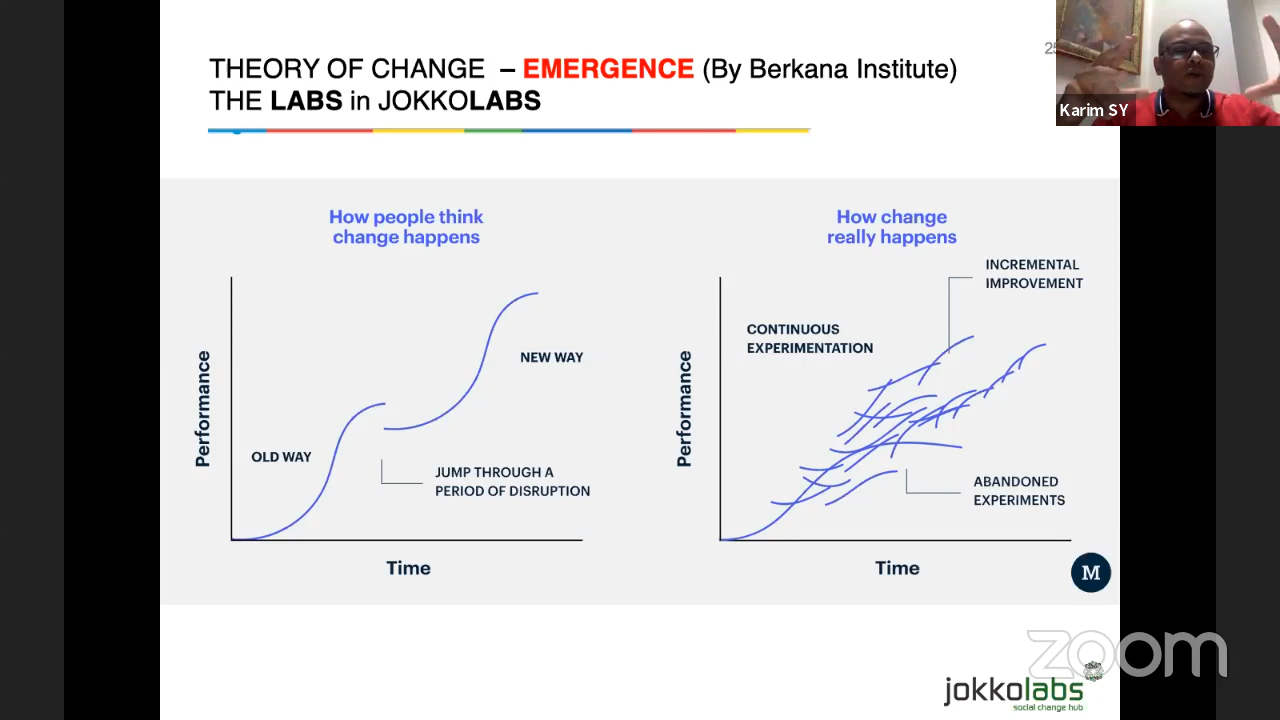 THEORY OF CHANGE – EMERGENCE (By Berkana Institute)
THE LABS in JOKKOLABS
25
Karim SY
How people think
change happens
Performance
OLD WAY
NEW WAY
JUMP THROUGH A
PERIOD OF DISRUPTION
Time
How change
really happens
INCREMENTAL
IMPROVEMENT
CONTINUOUS
EXPERIMENTATION
Performance
ABANDONED
EXPERIMENTS
Time
M
zoom
jokkolabs
social change hub